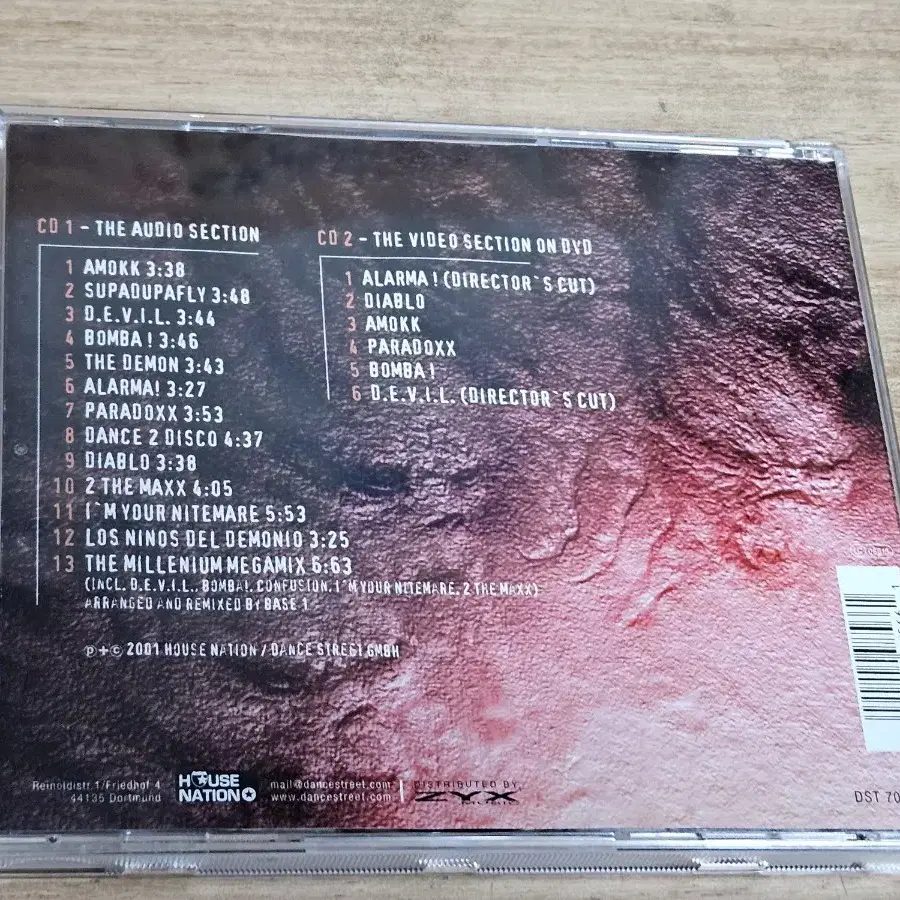 CD 1 - THE AUDIO SECTION
1 AMOKK 3:38
2 SUPADUPAFLY 3:48
3 D.E.V.I.L. 3:44
4 BOMBA! 3:46
5 THE DEMON 3:43
6 ALARMA! 3:27
7 PARADOXX 3:53
8 DANCE 2 DISCO 4:37
9 DIABLO 3:38
10 2 THE MAXX 4:05
11 I`M YOUR NITEMARE 5:53
12 LOS NINOS DEL DEMONIO 3:25
13 THE MILLENIUM MEGAMIX 6:63
(INCL. D.E.V.I.L., BOMBA!, CONFUSION, I`M YOUR NITEMARE, 2 THE MAXX)
ARRANGED AND REMIXED BY BASE 1
CD 2 - THE VIDEO SECTION ON DVD
1 ALARMA! (DIRECTOR`S CUT)
2 DIABLO
3 AMOKK
4 PARADOXX
5 BOMBA!
6 D.E.V.I.L. (DIRECTOR`S CUT)
℗+© 2001 HOUSE NATION / DANCE STREET GMBH
Reinoldistr.1/Friedhof 4
44135 Dortmund
HOUSE
NATION
mail@dancestreet.com
www.dancestreet.com
DISTRIBUTED BY
ZYX
DST 70